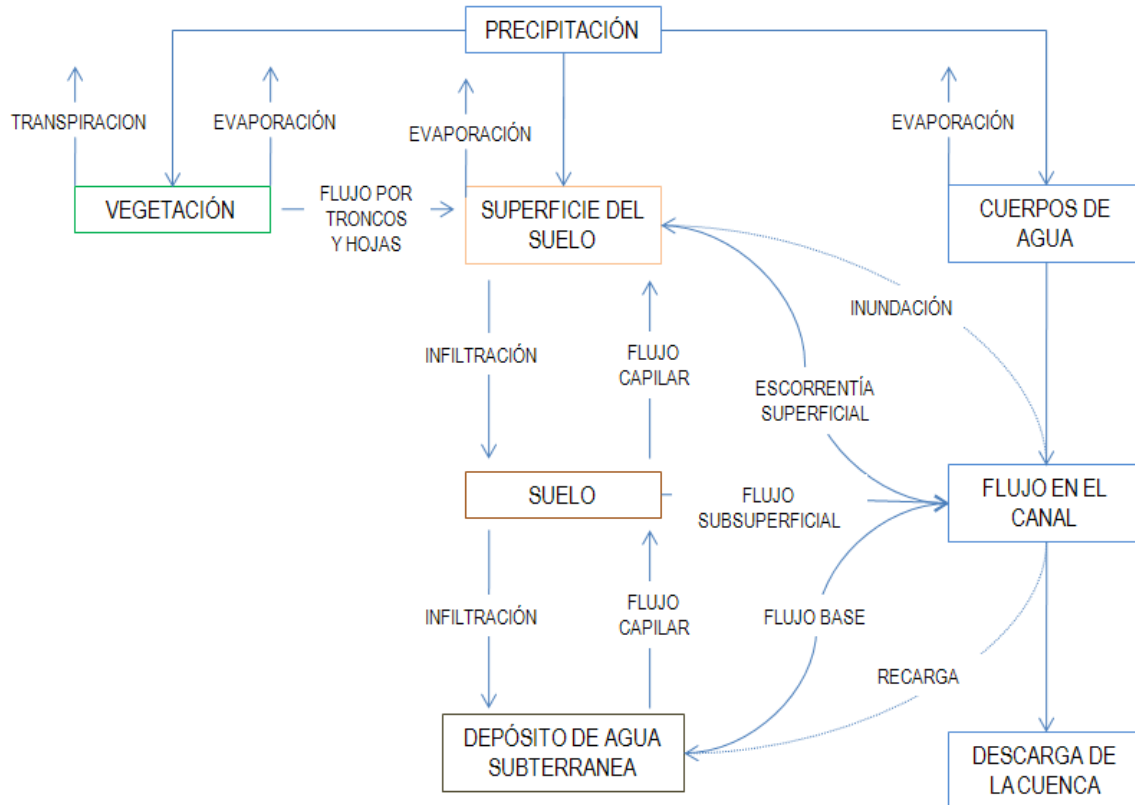 PRECIPITACIÓN
TRANSPIRACION
EVAPORACIÓN
EVAPORACIÓN
EVAPORACIÓN
VEGETACIÓN
FLUJO POR
TRONCOS
Y HOJAS
SUPERFICIE DEL
SUELO
CUERPOS DE
AGUA
INUNDACIÓN
INFILTRACIÓN
FLUJO
CAPILAR
ESCORRENTÍA
SUPERFICIAL
SUELO
FLUJO
SUBSUPERFICIAL
FLUJO EN EL
CANAL
INFILTRACIÓN
FLUJO
CAPILAR
FLUJO BASE
RECARGA
DEPÓSITO DE AGUA
SUBTERRANEA
DESCARGA DE
LA CUENCA